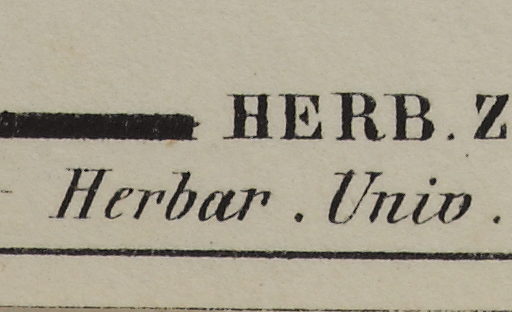 HERB. Z
Herbar. Univ.